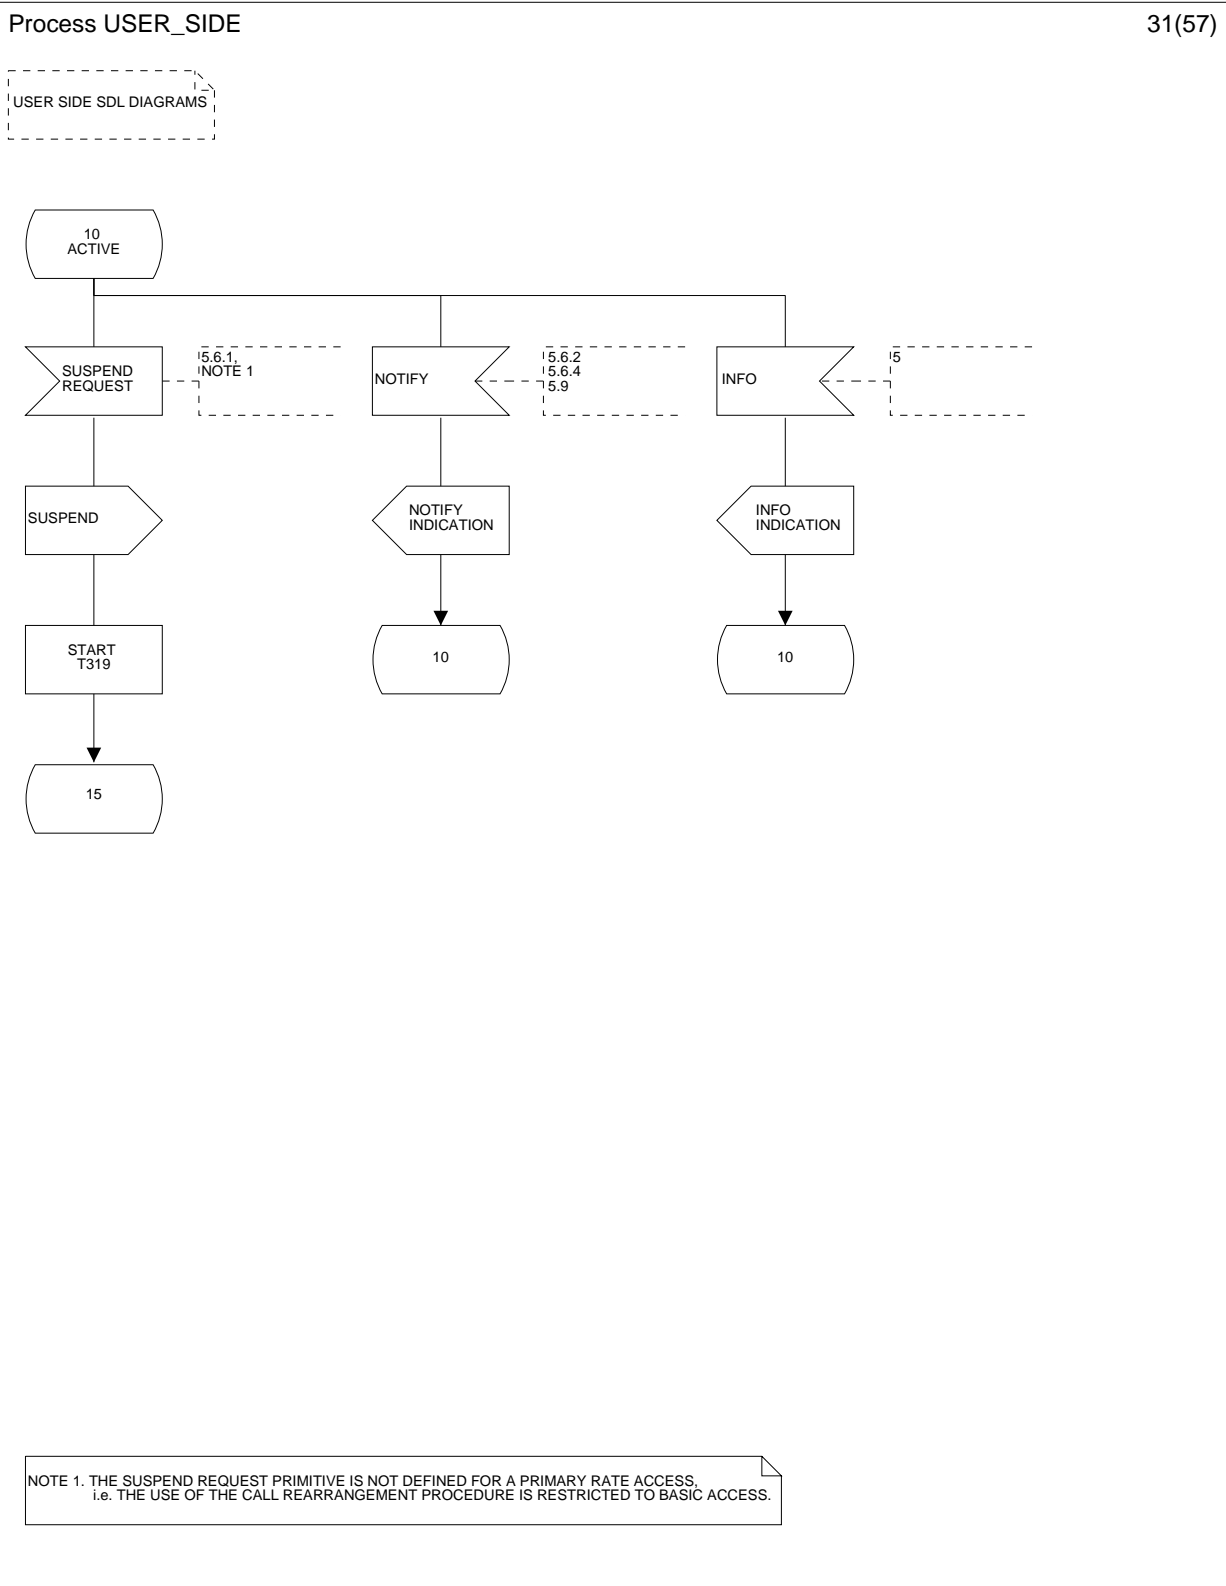 Process USER_SIDE
31(57)
USER SIDE SDL DIAGRAMS
10
ACTIVE
SUSPEND
REQUEST
5.6.1,
NOTE 1
NOTIFY
5.6.2
5.6.4
5.9
INFO
5
SUSPEND
NOTIFY
INDICATION
INFO
INDICATION
START
T319
10
10
15
NOTE 1. THE SUSPEND REQUEST PRIMITIVE IS NOT DEFINED FOR A PRIMARY RATE ACCESS,
i.e. THE USE OF THE CALL REARRANGEMENT PROCEDURE IS RESTRICTED TO BASIC ACCESS.